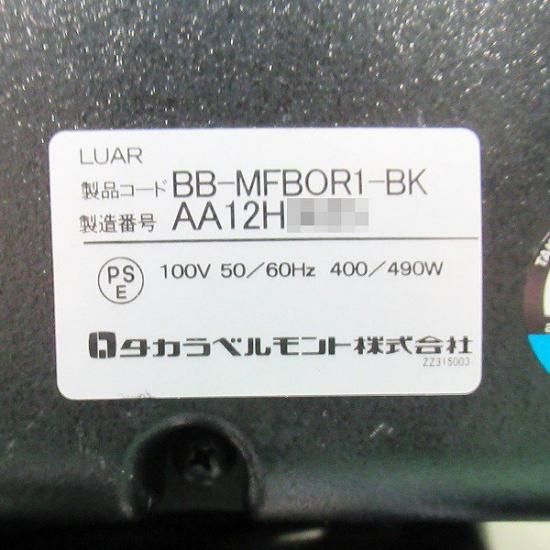 LUAR
製品コード BB-MFBOR1-BK
製造番号 AA12H
PS
E
100V 50/60Hz 400/490W
タカラベルモント株式会社
ZZ315003